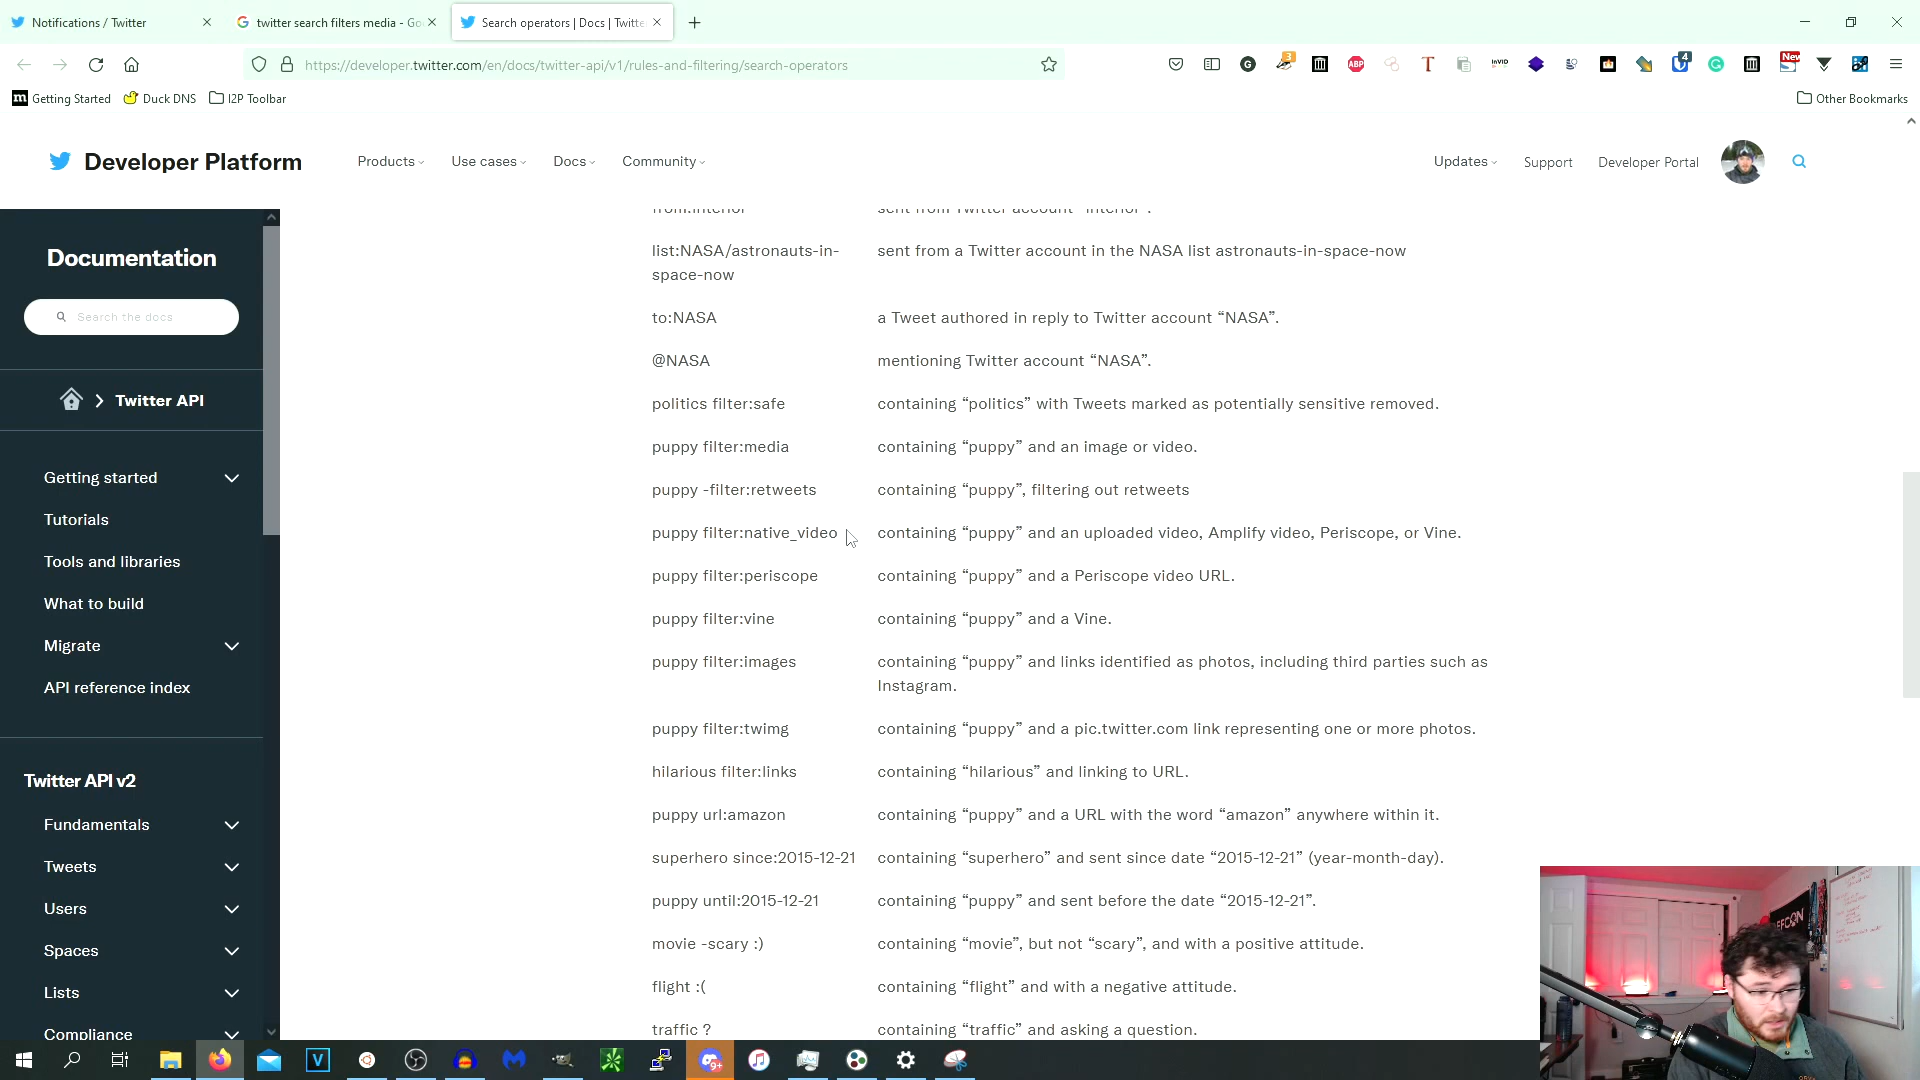 Notifications / Twitter
twitter search filters media - Go
Search operators | Docs | Twitte
https://developer.twitter.com/en/docs/twitter-api/v1/rules-and-filtering/search-operators
Getting Started
Duck DNS
I2P Toolbar
Other Bookmarks
Developer Platform
Products
Use cases
Docs
Community
Updates
Support
Developer Portal
Documentation
Search the docs
Twitter API
Getting started
Tutorials
Tools and libraries
What to build
Migrate
API reference index
Twitter API v2
Fundamentals
Tweets
Users
Spaces
Lists
Compliance
from:interior sent from Twitter account “interior”.
list:NASA/astronauts-in-
space-now
sent from a Twitter account in the NASA list astronauts-in-space-now
to:NASA a Tweet authored in reply to Twitter account “NASA”.
@NASA mentioning Twitter account “NASA”.
politics filter:safe containing “politics” with Tweets marked as potentially sensitive removed.
puppy filter:media containing “puppy” and an image or video.
puppy -filter:retweets containing “puppy”, filtering out retweets
puppy filter:native_video containing “puppy” and an uploaded video, Amplify video, Periscope, or Vine.
puppy filter:periscope containing “puppy” and a Periscope video URL.
puppy filter:vine containing “puppy” and a Vine.
puppy filter:images containing “puppy” and links identified as photos, including third parties such as
Instagram.
puppy filter:twimg containing “puppy” and a pic.twitter.com link representing one or more photos.
hilarious filter:links containing “hilarious” and linking to URL.
puppy url:amazon containing “puppy” and a URL with the word “amazon” anywhere within it.
superhero since:2015-12-21 containing “superhero” and sent since date “2015-12-21” (year-month-day).
puppy until:2015-12-21 containing “puppy” and sent before the date “2015-12-21”.
movie -scary :) containing “movie”, but not “scary”, and with a positive attitude.
flight :( containing “flight” and with a negative attitude.
traffic ? containing “traffic” and asking a question.